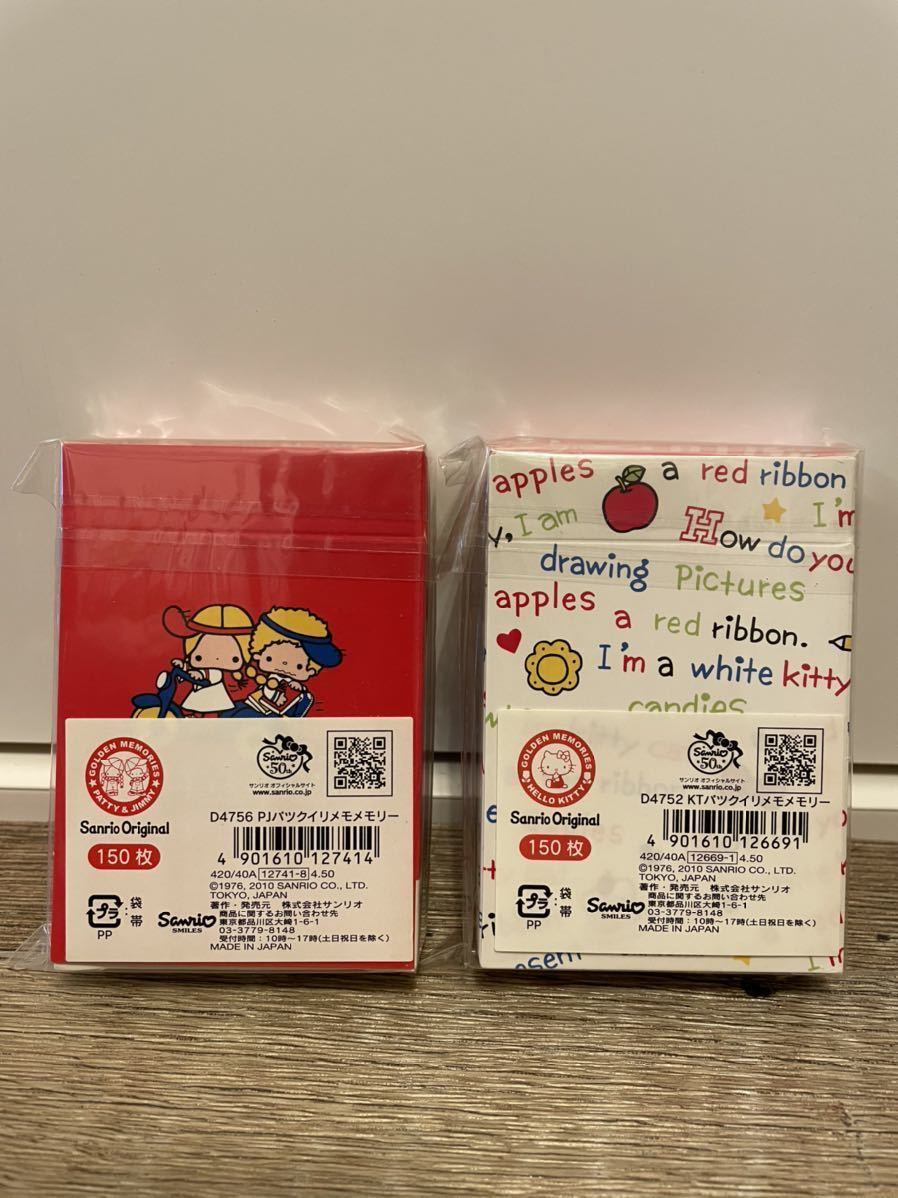 GOLDEN MEMORIES
PATTY & JIMMY
Sanrio Original
150枚
プラ
袋
帯
PP
Sanrio
50th
サンリオ オフィシャルサイト
www.sanrio.co.jp
D4756 PJパツクイリメモメモリー
4 901610 127414
420/40A 12741-8 4.50
©1976, 2010 SANRIO CO., LTD.
TOKYO, JAPAN
著作・発売元 株式会社サンリオ
商品に関するお問い合わせ先
東京都品川区大崎1-6-1
03-3779-8148
受付時間:10時~17時(土日祝日を除く)
MADE IN JAPAN
Sanrio
SMILES
apples a red ribbon
y, I am I'm
How do you
drawing Pictures
apples a red ribbon.
I'm a white kitty
candies
GOLDEN MEMORIES
HELLO KITTY
Sanrio Original
150枚
プラ
袋
帯
PP
Sanrio
50th
サンリオ オフィシャルサイト
www.sanrio.co.jp
D4752 KTパツクイリメモメモリー
4 901610 126691
420/40A 12669-1 4.50
©1976, 2010 SANRIO CO., LTD.
TOKYO, JAPAN
著作・発売元 株式会社サンリオ
商品に関するお問い合わせ先
東京都品川区大崎1-6-1
03-3779-8148
受付時間:10時~17時(土日祝日を除く)
MADE IN JAPAN
Sanrio
SMILES